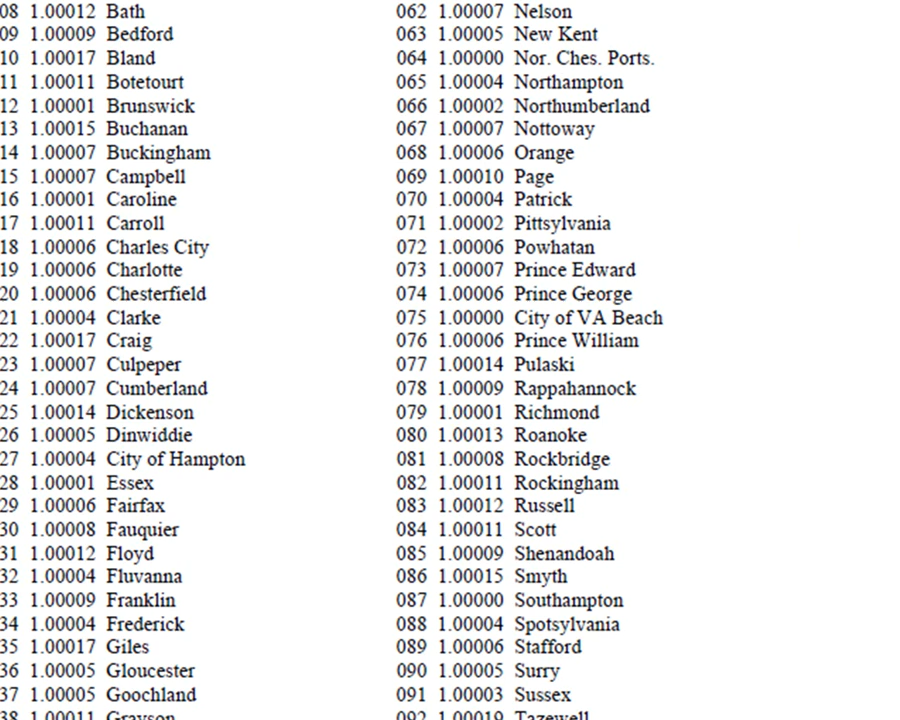 08 1.00012 Bath
09 1.00009 Bedford
10 1.00017 Bland
11 1.00011 Botetourt
12 1.00001 Brunswick
13 1.00015 Buchanan
14 1.00007 Buckingham
15 1.00007 Campbell
16 1.00001 Caroline
17 1.00011 Carroll
18 1.00006 Charles City
19 1.00006 Charlotte
20 1.00006 Chesterfield
21 1.00004 Clarke
22 1.00017 Craig
23 1.00007 Culpeper
24 1.00007 Cumberland
25 1.00014 Dickenson
26 1.00005 Dinwiddie
27 1.00004 City of Hampton
28 1.00001 Essex
29 1.00006 Fairfax
30 1.00008 Fauquier
31 1.00012 Floyd
32 1.00004 Fluvanna
33 1.00009 Franklin
34 1.00004 Frederick
35 1.00017 Giles
36 1.00005 Gloucester
37 1.00005 Goochland
38 1.00011 Grayson
062 1.00007 Nelson
063 1.00005 New Kent
064 1.00000 Nor. Ches. Ports.
065 1.00004 Northampton
066 1.00002 Northumberland
067 1.00007 Nottoway
068 1.00006 Orange
069 1.00010 Page
070 1.00004 Patrick
071 1.00002 Pittsylvania
072 1.00006 Powhatan
073 1.00007 Prince Edward
074 1.00006 Prince George
075 1.00000 City of VA Beach
076 1.00006 Prince William
077 1.00014 Pulaski
078 1.00009 Rappahannock
079 1.00001 Richmond
080 1.00013 Roanoke
081 1.00008 Rockbridge
082 1.00011 Rockingham
083 1.00012 Russell
084 1.00011 Scott
085 1.00009 Shenandoah
086 1.00015 Smyth
087 1.00000 Southampton
088 1.00004 Spotsylvania
089 1.00006 Stafford
090 1.00005 Surry
091 1.00003 Sussex
092 1.00019 Tazewell